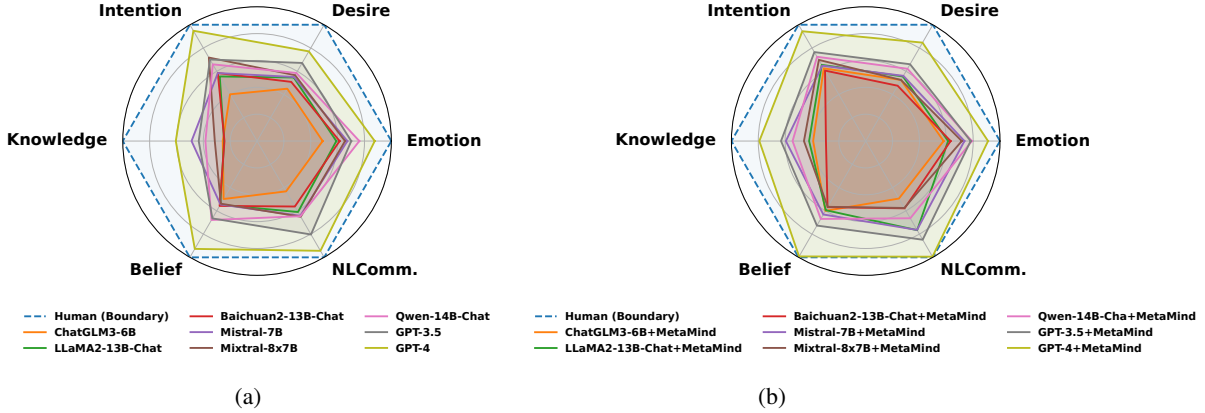 Intention Desire
Knowledge Emotion
Belief NLComm.
Human (Boundary) Baichuan2-13B-Chat Qwen-14B-Chat
ChatGLM3-6B Mistral-7B GPT-3.5
LLaMA2-13B-Chat Mixtral-8x7B GPT-4
(a)
Intention Desire
Knowledge Emotion
Belief NLComm.
Human (Boundary) Baichuan2-13B-Chat+MetaMind Qwen-14B-Cha+MetaMind
ChatGLM3-6B+MetaMind Mistral-7B+MetaMind GPT-3.5+MetaMind
LLaMA2-13B-Chat+MetaMind Mixtral-8x7B+MetaMind GPT-4+MetaMind
(b)